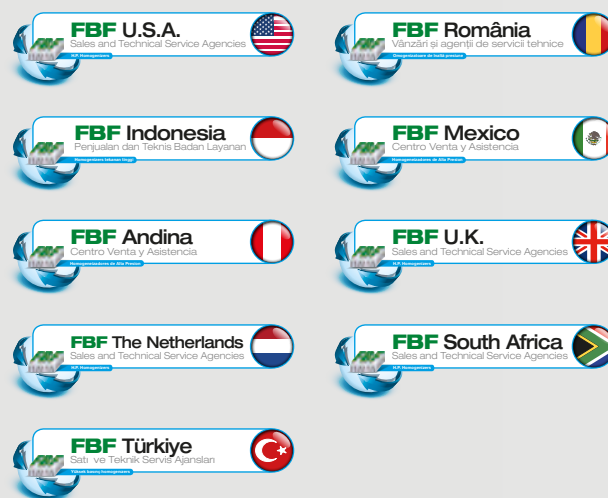 FBF U.S.A.
Sales and Technical Service Agencies
H.P. Homogenizers
FBF România
Vânzări și agenții de servicii tehnice
Omogenizatoare de înaltă presiune
FBF Indonesia
Penjualan dan Teknis Badan Layanan
Homogenizers tekanan tinggi
FBF Mexico
Centro Venta y Asistencia
Homogeneizadores de Alta Presion
FBF Andina
Centro Venta y Asistencia
Homogeneizadores de Alta Presion
FBF U.K.
Sales and Technical Service Agencies
H.P. Homogenizers
FBF The Netherlands
Sales and Technical Service Agencies
H.P. Homogenizers
FBF South Africa
Sales and Technical Service Agencies
H.P. Homogenizers
FBF Türkiye
Satı ve Teknik Servis Ajansları
Yüksek basınç homogenizers